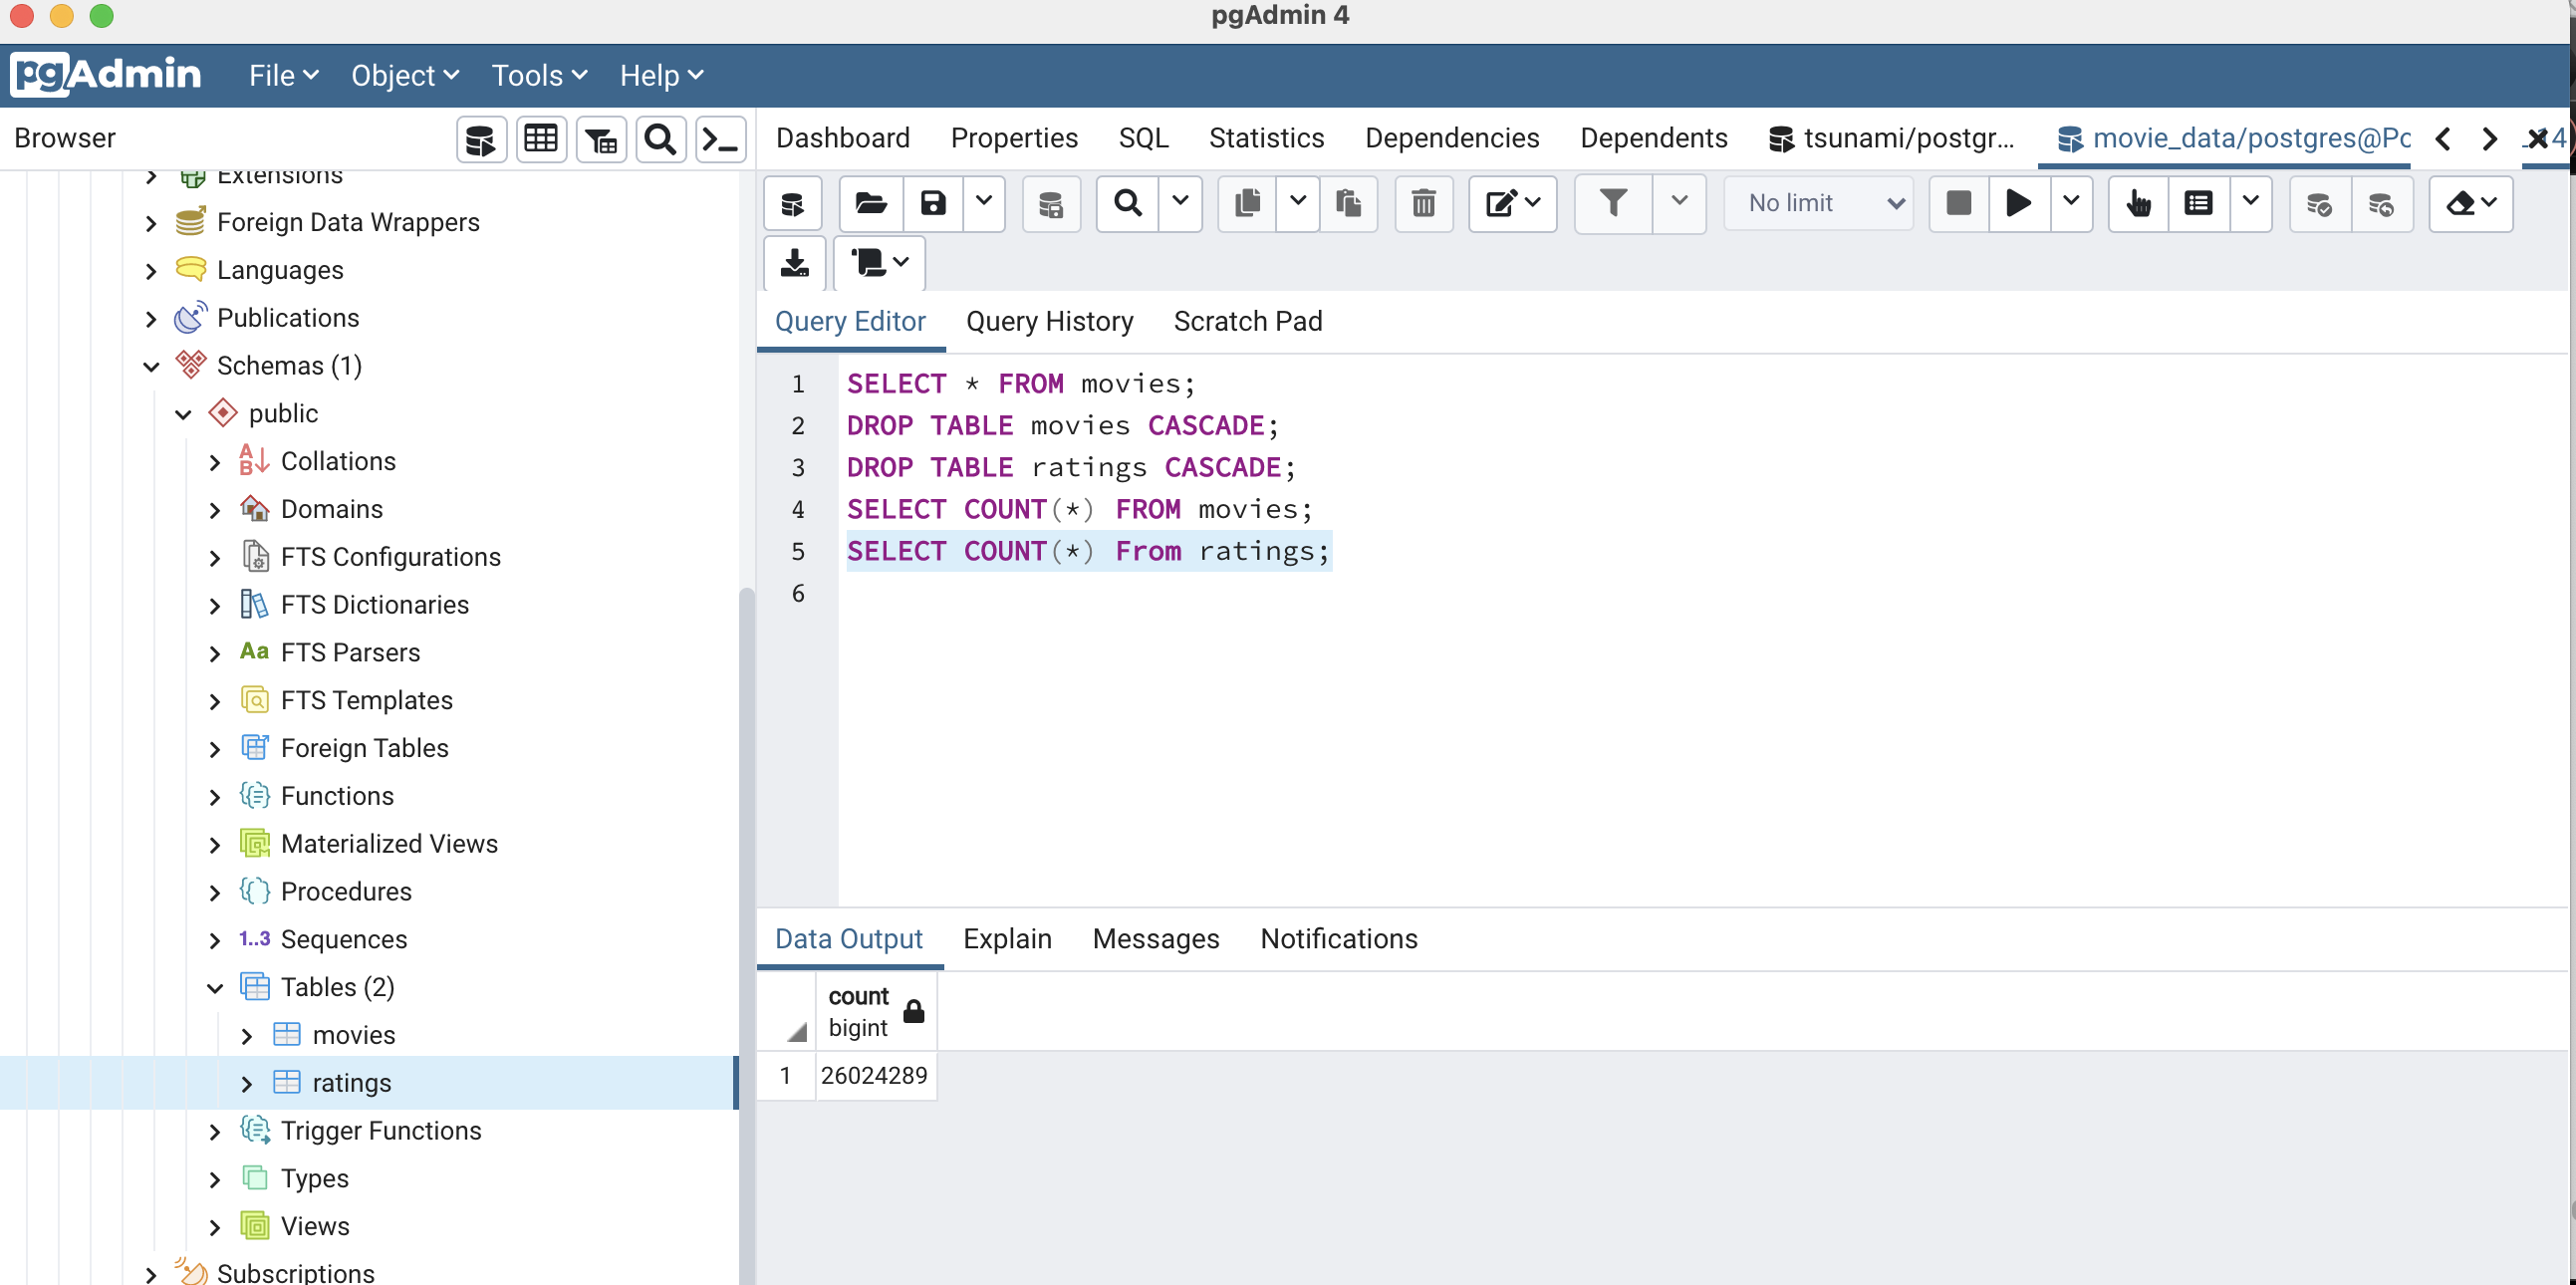 pgAdmin 4
pgAdmin File Object Tools Help
Browser
Dashboard Properties SQL Statistics Dependencies Dependents tsunami/postgr... movie_data/postgres@Pc 14
No limit
Query Editor Query History Scratch Pad
Extensions
Foreign Data Wrappers
Languages
Publications
Schemas (1)
public
Collations
Domains
FTS Configurations
FTS Dictionaries
Aa FTS Parsers
FTS Templates
Foreign Tables
Functions
Materialized Views
Procedures
1..3 Sequences
Tables (2)
movies
ratings
Trigger Functions
Types
Views
Subscriptions
1 SELECT * FROM movies;
2 DROP TABLE movies CASCADE;
3 DROP TABLE ratings CASCADE;
4 SELECT COUNT(*) FROM movies;
5 SELECT COUNT(*) From ratings;
6
Data Output Explain Messages Notifications
count
bigint
1 26024289